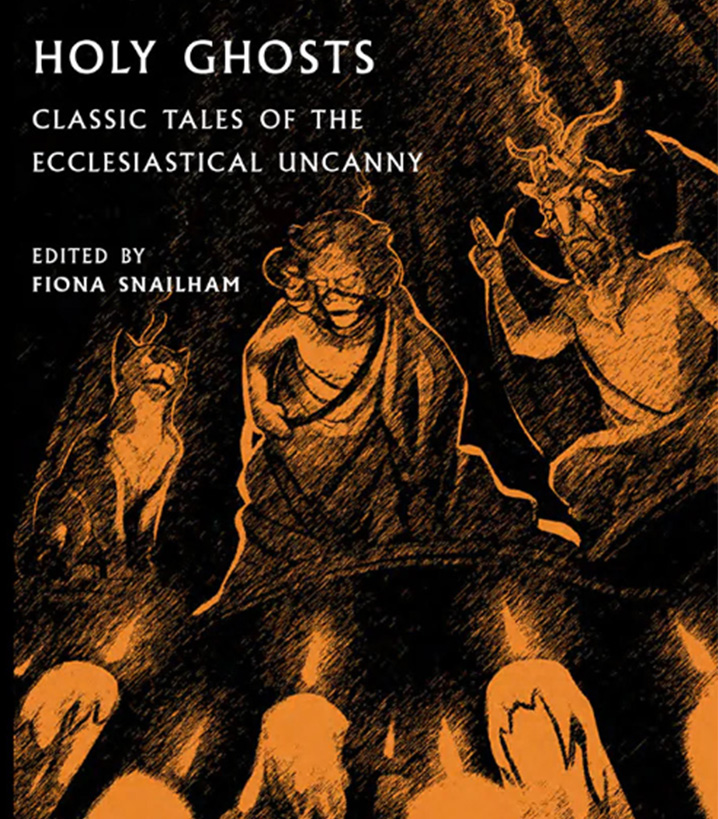 HOLY GHOSTS
CLASSIC TALES OF THE
ECCLESIASTICAL UNCANNY
EDITED BY
FIONA SNAILHAM